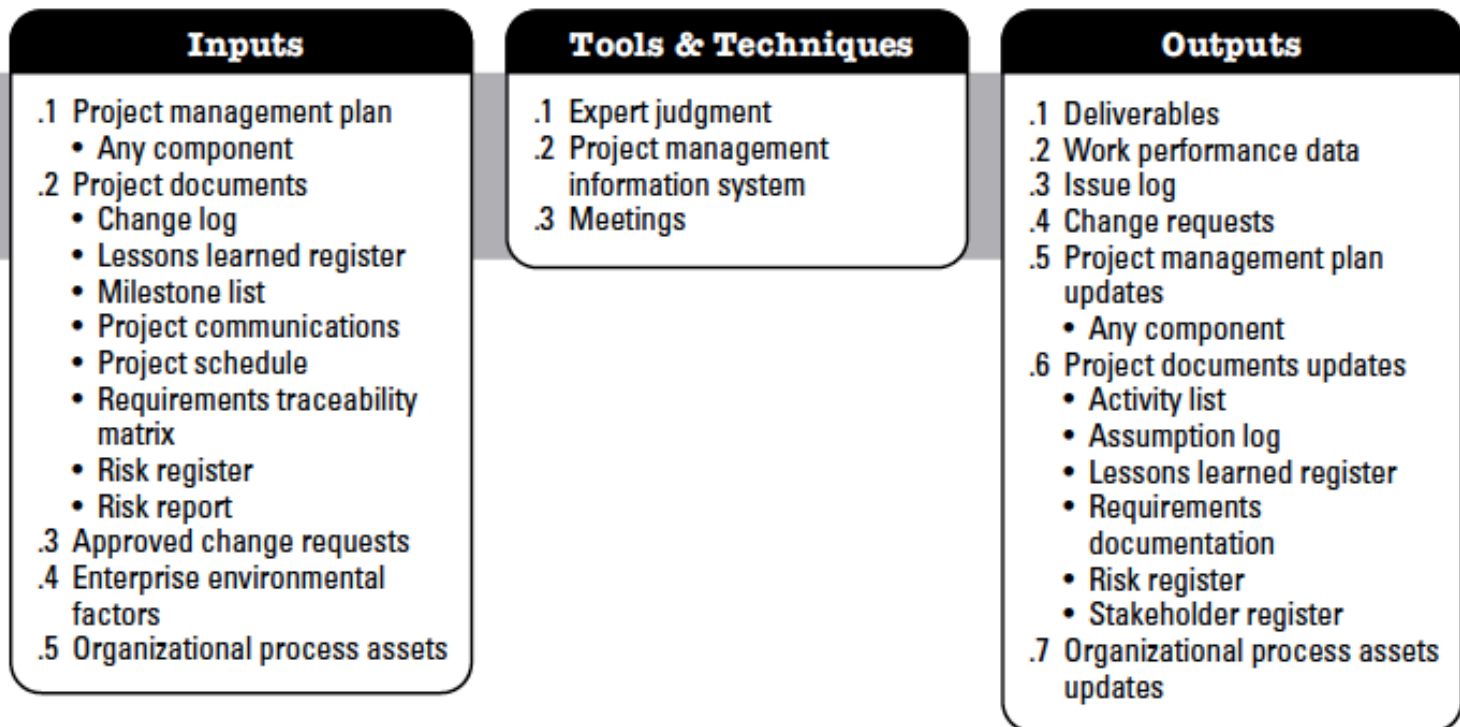 Inputs
.1 Project management plan
• Any component
.2 Project documents
• Change log
• Lessons learned register
• Milestone list
• Project communications
• Project schedule
• Requirements traceability
matrix
• Risk register
• Risk report
.3 Approved change requests
.4 Enterprise environmental
factors
.5 Organizational process assets
Tools & Techniques
.1 Expert judgment
.2 Project management
information system
.3 Meetings
Outputs
.1 Deliverables
.2 Work performance data
.3 Issue log
.4 Change requests
.5 Project management plan
updates
• Any component
.6 Project documents updates
• Activity list
• Assumption log
• Lessons learned register
• Requirements
documentation
• Risk register
• Stakeholder register
.7 Organizational process assets
updates